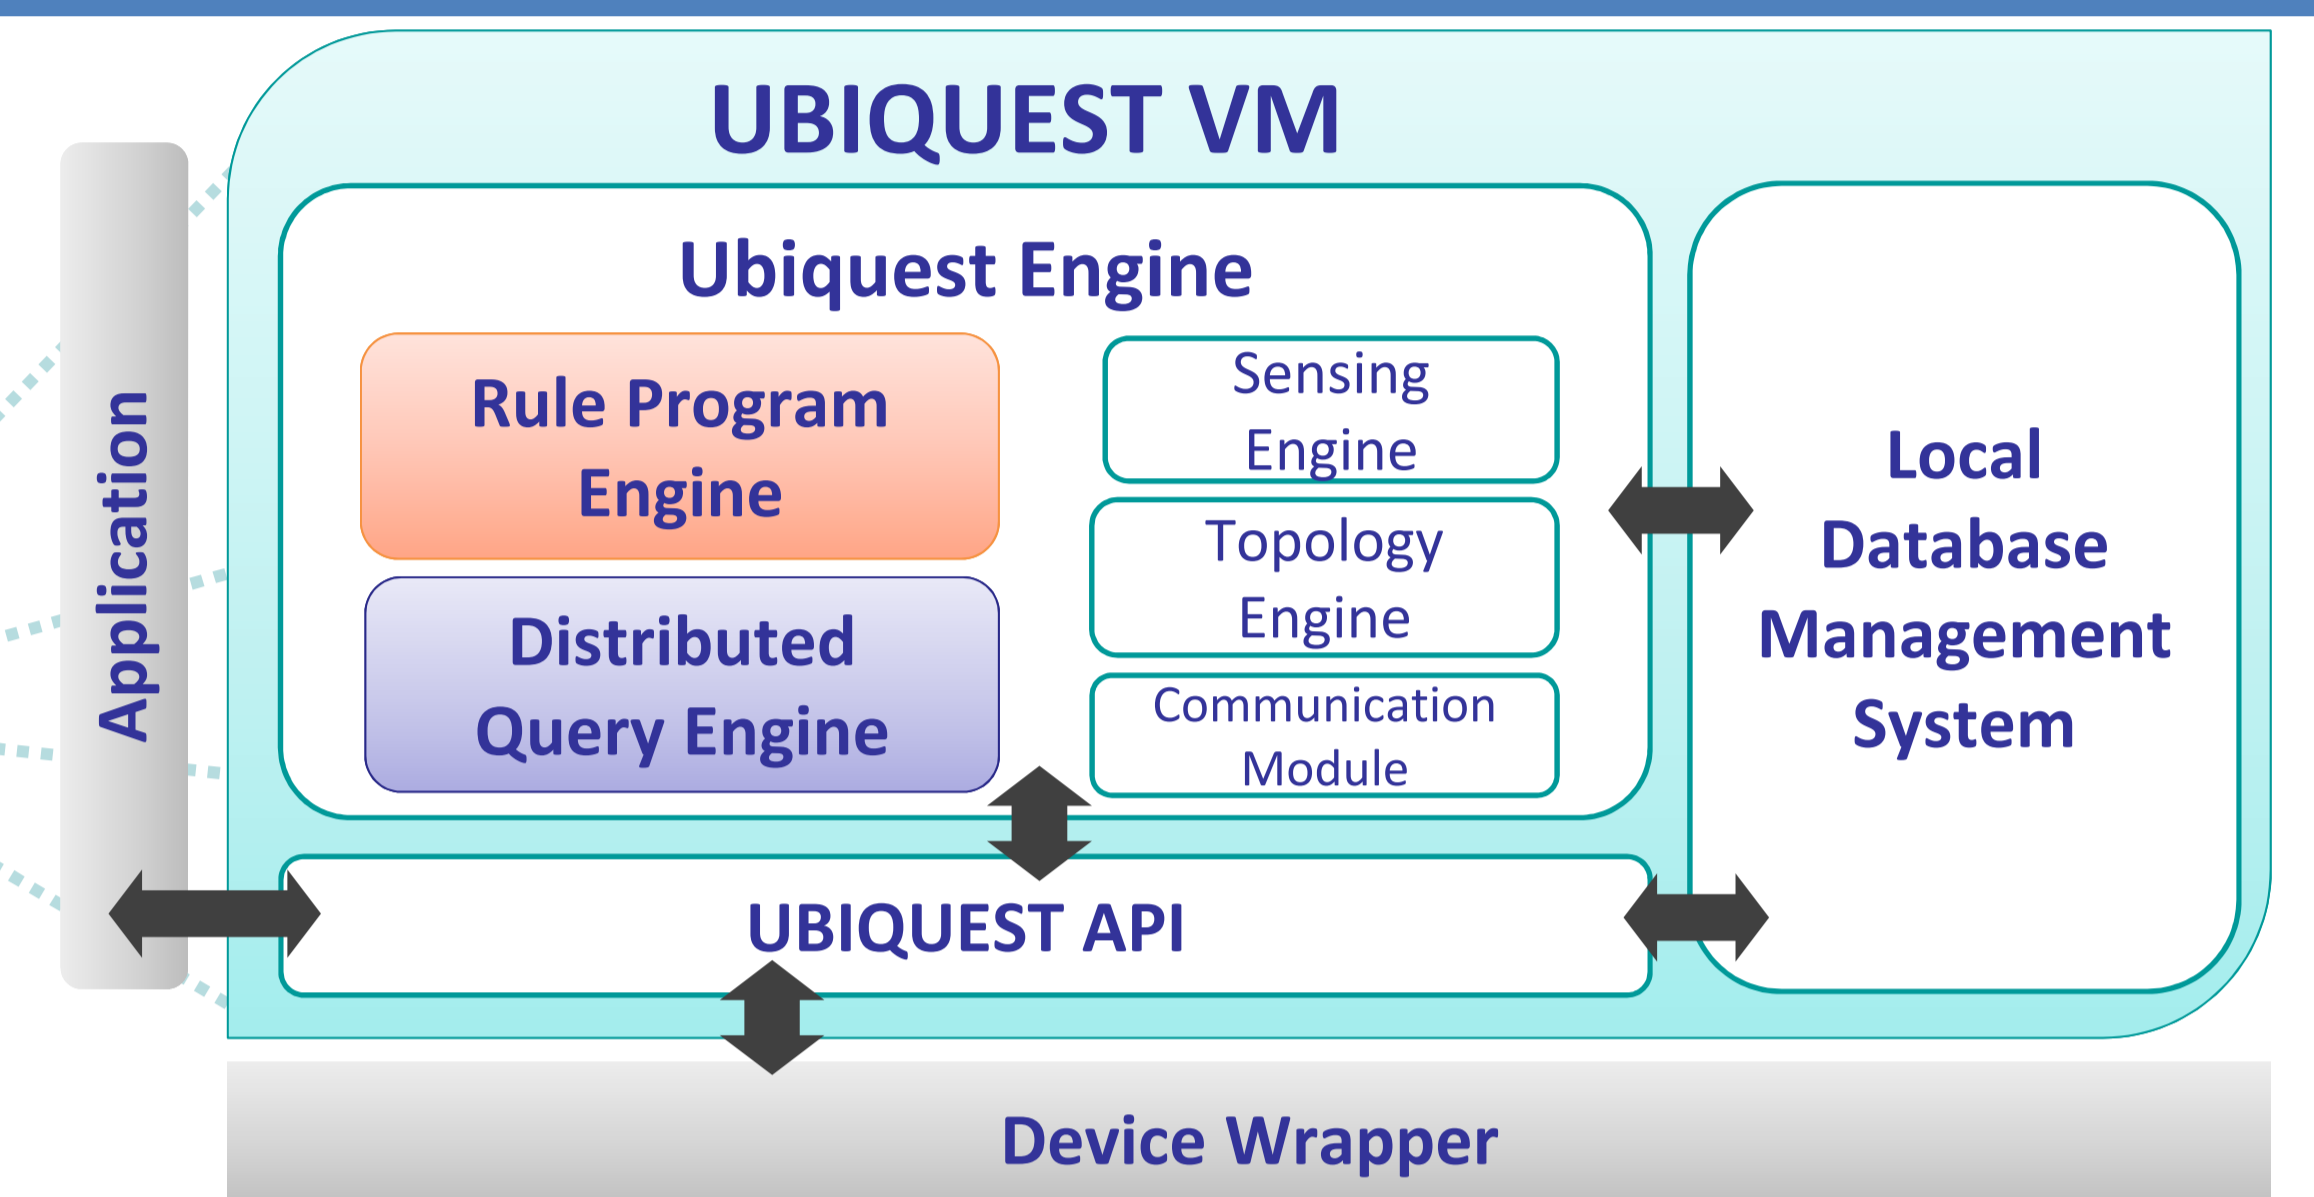 UBIQUEST VM
Application
Ubiquest Engine
Rule Program
Engine
Distributed
Query Engine
Sensing
Engine
Topology
Engine
Communication
Module
Local
Database
Management
System
UBIQUEST API
Device Wrapper